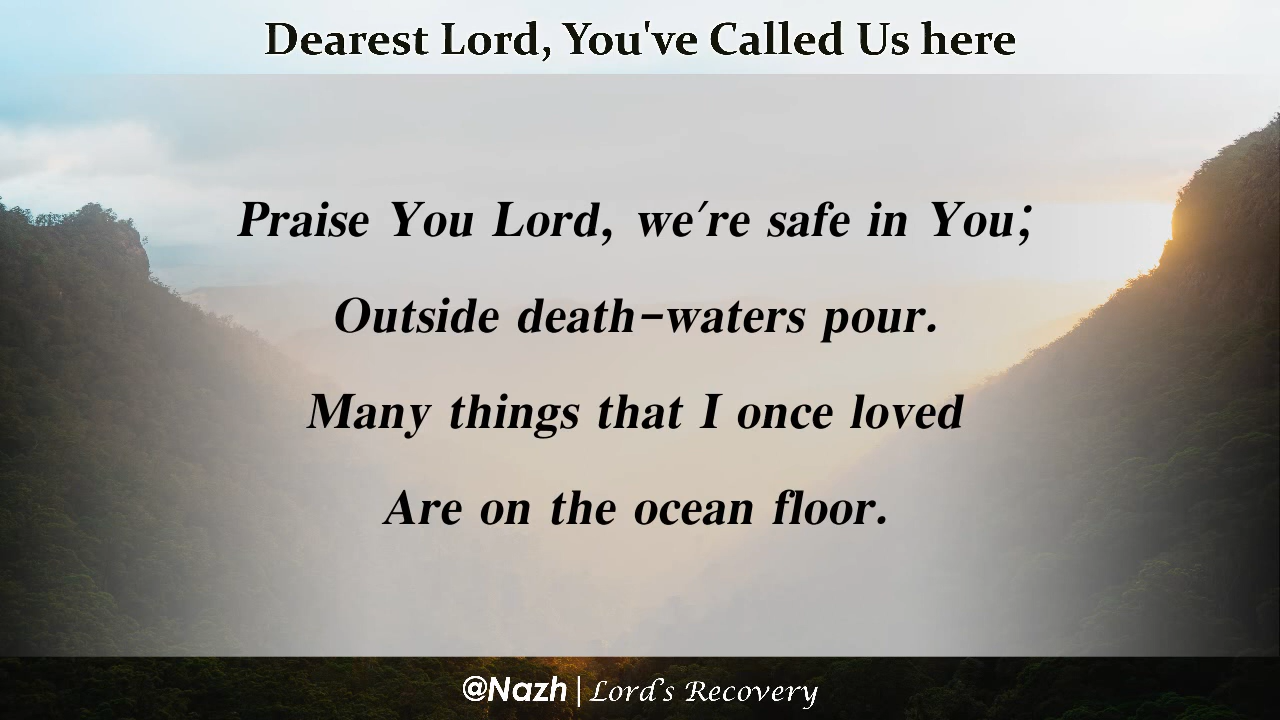 Dearest Lord, You've Called Us here
Praise You Lord, we're safe in You;
Outside death-waters pour.
Many things that I once loved
Are on the ocean floor.
@Nazh | Lord's Recovery